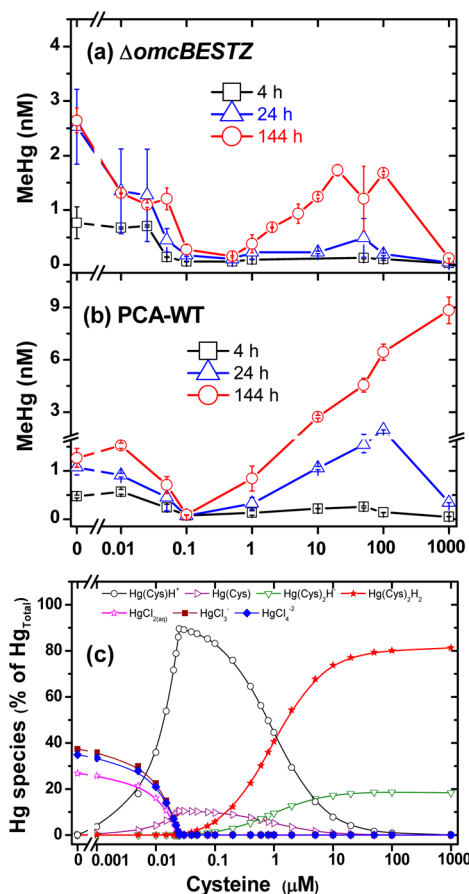 (a) ΔomcBESTZ
4 h
24 h
144 h
MeHg (nM)
4
3
2
1
0
(b) PCA-WT
4 h
24 h
144 h
MeHg (nM)
9
6
3
1
0
0 0.01 0.1 1 10 100 1000
Hg(Cys)H⁺ Hg(Cys) Hg(Cys)₂H⁻ Hg(Cys)₂H₂
HgCl₂(aq) HgCl₃⁻ HgCl₄⁻²
(c)
Hg species (% of Hg Total)
100
80
60
40
20
0
0 0.001 0.01 0.1 1 10 100 1000
Cysteine (μM)